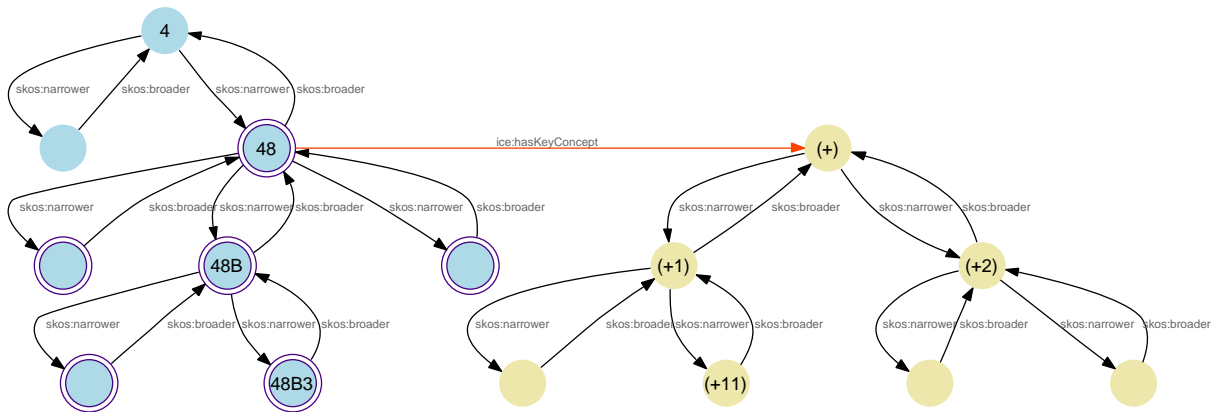 4
skos:narrower skos:broader skos:narrower skos:broader
48 ice:hasKeyConcept (+)
skos:narrower skos:broader skos:narrower skos:broader skos:narrower skos:broader skos:narrower skos:broader skos:narrower skos:broader
48B (+1) (+2)
skos:narrower skos:broader skos:narrower skos:broader skos:narrower skos:broader skos:narrower skos:broader skos:narrower skos:broader skos:narrower skos:broader
48B3 (+11)